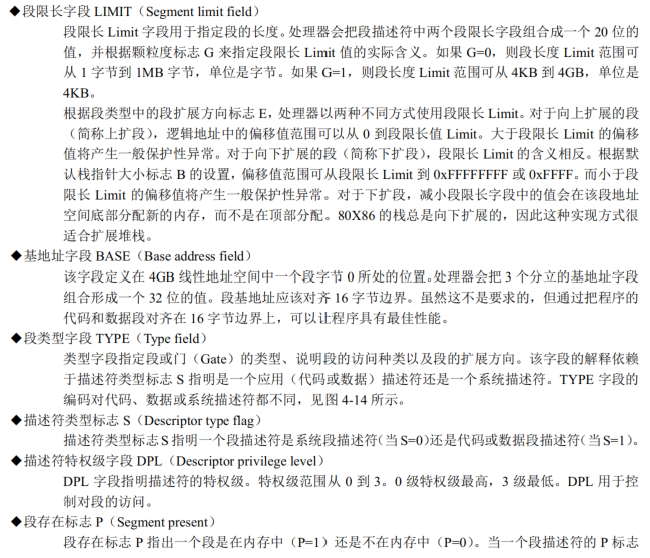 ◆段限长字段 LIMIT（Segment limit field）
段限长 Limit 字段用于指定段的长度。处理器会把段描述符中两个段限长字段组合成一个 20 位的
值，并根据颗粒度标志 G 来指定段限长 Limit 值的实际含义。如果 G=0，则段长度 Limit 范围可
从 1 字节到 1MB 字节，单位是字节。如果 G=1，则段长度 Limit 范围可从 4KB 到 4GB，单位是
4KB。
根据段类型中的段扩展方向标志 E，处理器以两种不同方式使用段限长 Limit。对于向上扩展的段
（简称上扩段），逻辑地址中的偏移值范围可以从 0 到段限长值 Limit。大于段限长 Limit 的偏移
值将产生一般保护性异常。对于向下扩展的段（简称下扩段），段限长 Limit 的含义相反。根据默
认栈指针大小标志 B 的设置，偏移值范围可从段限长 Limit 到 0xFFFFFFFF 或 0xFFFF。而小于段
限长 Limit 的偏移值将产生一般保护性异常。对于下扩段，减小段限长字段中的值会在该段地址
空间底部分配新的内存，而不是在顶部分配。80X86 的栈总是向下扩展的，因此这种实现方式很
适合扩展堆栈。
◆基地址字段 BASE（Base address field）
该字段定义在 4GB 线性地址空间中一个段字节 0 所处的位置。处理器会把 3 个分立的基地址字段
组合形成一个 32 位的值。段基地址应该对齐 16 字节边界。虽然这不是要求的，但通过把程序的
代码和数据段对齐在 16 字节边界上，可以让程序具有最佳性能。
◆段类型字段 TYPE（Type field）
类型字段指定段或门（Gate）的类型、说明段的访问种类以及段的扩展方向。该字段的解释依赖
于描述符类型标志 S 指明是一个应用（代码或数据）描述符还是一个系统描述符。TYPE 字段的
编码对代码、数据或系统描述符都不同，见图 4-14 所示。
◆描述符类型标志 S（Descriptor type flag）
描述符类型标志 S 指明一个段描述符是系统段描述符（当 S=0）还是代码或数据段描述符（当 S=1）。
◆描述符特权级字段 DPL（Descriptor privilege level）
DPL 字段指明描述符的特权级。特权级范围从 0 到 3。0 级特权级最高，3 级最低。DPL 用于控
制对段的访问。
◆段存在标志 P（Segment present）
段存在标志 P 指出一个段是在内存中（P=1）还是不在内存中（P=0）。当一个段描述符的 P 标志